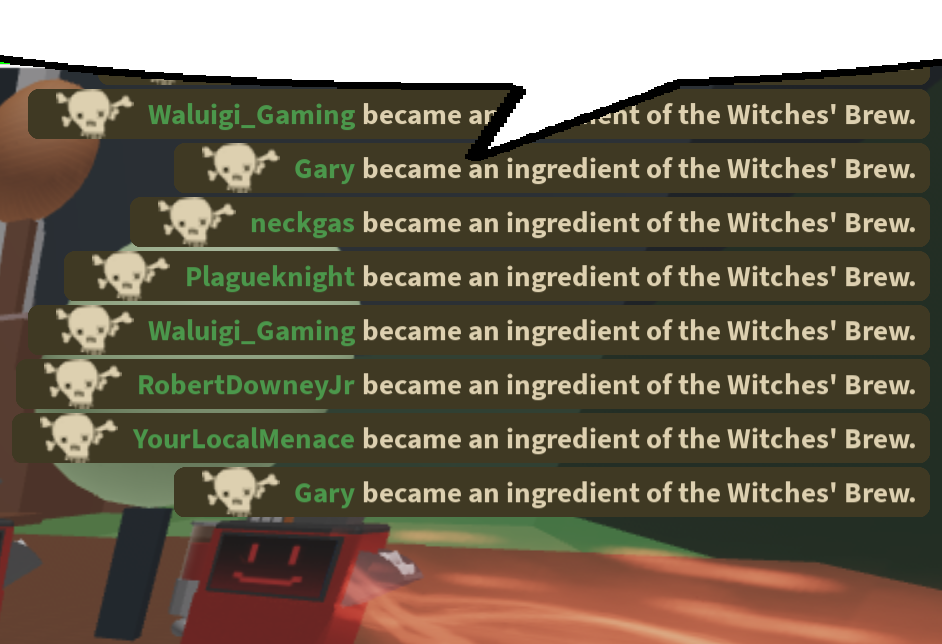 Waluigi_Gaming became an ingredient of the Witches' Brew.
Gary became an ingredient of the Witches' Brew.
neckgas became an ingredient of the Witches' Brew.
Plagueknight became an ingredient of the Witches' Brew.
Waluigi_Gaming became an ingredient of the Witches' Brew.
RobertDowneyJr became an ingredient of the Witches' Brew.
YourLocalMenace became an ingredient of the Witches' Brew.
Gary became an ingredient of the Witches' Brew.